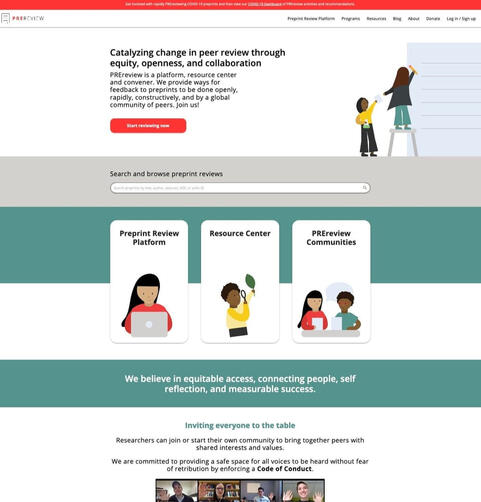 Get involved with rapidly PREreviewing COVID-19 preprints and then view our COVID-19 Dashboard of PREreview activities and recommendations.
PREREVIEW
Preprint Review Platform Programs Resources Blog About Donate Log in / Sign up
Catalyzing change in peer review through
equity, openness, and collaboration
PREreview is a platform, resource center
and convener. We provide ways for
feedback to preprints to be done openly,
rapidly, constructively, and by a global
community of peers. Join us!
Start reviewing now
Search and browse preprint reviews
Search preprints by title, author, abstract, DOI, or arXiv ID
Preprint Review
Platform
Resource Center
PREreview
Communities
We believe in equitable access, connecting people, self
reflection, and measurable success.
Inviting everyone to the table
Researchers can join or start their own community to bring together peers with
shared interests and values.
We are committed to providing a safe space for all voices to be heard without fear
of retribution by enforcing a Code of Conduct.